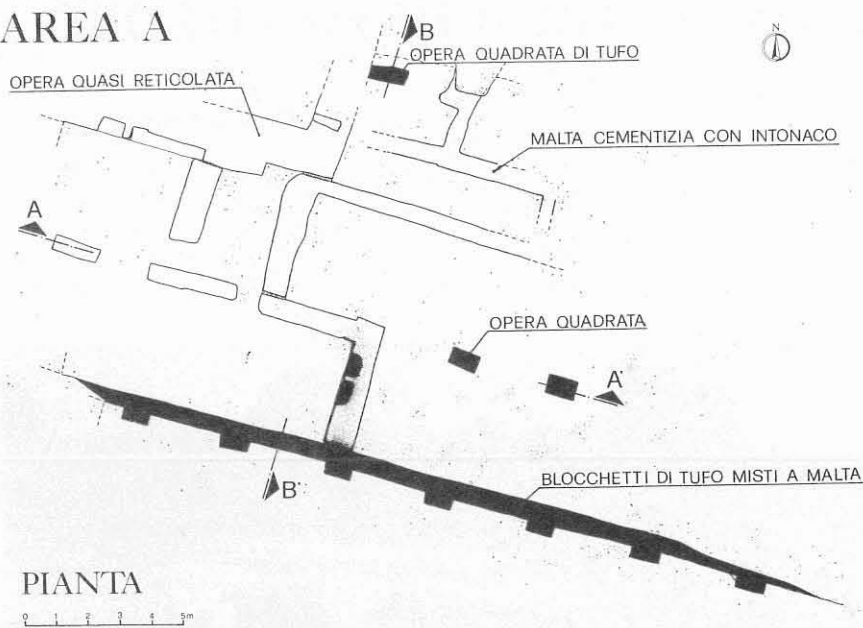 AREA A
B
N
OPERA QUADRATA DI TUFO
OPERA QUASI RETICOLATA
MALTA CEMENTIZIA CON INTONACO
A
OPERA QUADRATA
A'
BLOCCHETTI DI TUFO MISTI A MALTA
B'
PIANTA
0 1 2 3 4 5m